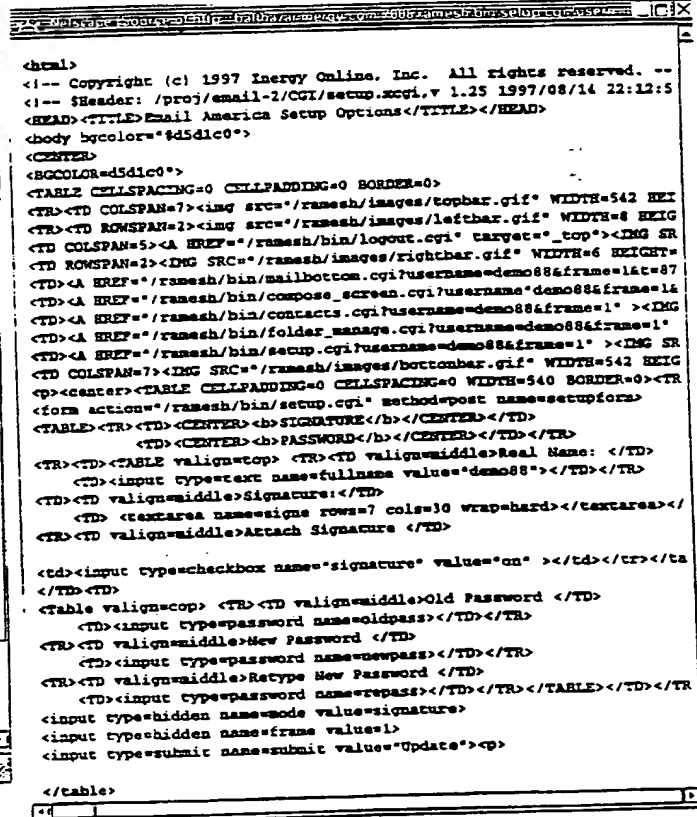 <html>
<!-- Copyright (c) 1997 Inergy Online, Inc.  All rights reserved. --
<!-- $Header: /proj/email-2/CGI/setup.xcgi,v 1.25 1997/08/14 22:12:5
<HEAD><TITLE>Email America Setup Options</TITLE></HEAD>
<body bgcolor="#d5d1c0">
<CENTER>
<BGCOLOR=d5d1c0">
<TABLE CELLSPACING=0 CELLPADDING=0 BORDER=0>
<TR><TD COLSPAN=7><img src="/ramesh/images/topbar.gif" WIDTH=542 HEI
<TR><TD ROWSPAN=2><img src="/ramesh/images/leftbar.gif" WIDTH=8 HEIG
<TD COLSPAN=5><A HREF="/ramesh/bin/logout.cgi" target="_top"><IMG SR
<TD ROWSPAN=2><IMG SRC="/ramesh/images/rightbar.gif" WIDTH=6 HEIGHT=
<TD><A HREF="/ramesh/bin/mailbottom.cgi?username=demo88&frame=1&t=87
<TD><A HREF="/ramesh/bin/compose_screen.cgi?username=demo88&frame=1&
<TD><A HREF="/ramesh/bin/contacts.cgi?username=demo88&frame=1" ><IMG
<TD><A HREF="/ramesh/bin/folder_manage.cgi?username=demo88&frame=1"
<TD><A HREF="/ramesh/bin/setup.cgi?username=demo88&frame=1" ><IMG SR
<TD COLSPAN=7><IMG SRC="/ramesh/images/bottombar.gif" WIDTH=542 HEIG
<p><center><TABLE CELLPADDING=0 CELLSPACING=0 WIDTH=540 BORDER=0><TR
<form action="/ramesh/bin/setup.cgi" method=post name=setupform>
<TABLE><TR><TD><CENTER><b>SIGNATURE</b></CENTER></TD>
<TD><CENTER><b>PASSWORD</b></CENTER></TD></TD>
<TR><TD><TABLE valign=top> <TR><TD valign=middle>Real Name: </TD>
<TD><input type=text name=fullname value="demo88"></TD></TR>
<TD><TD valign=middle>Signature:</TD>
<TD> <textarea name=signe rows=7 cols=30 wrap=hard></textarea></
<TR><TD valign=middle>Attach Signature </TD>
<td><input type=checkbox name="signature" value="on" ></td></tr></ta
</TD><TD>
<Table valign=top> <TR><TD valign=middle>Old Password </TD>
<TD><input type=password name=oldpass></TD></TR>
<TR><TD valign=middle>New Password </TD>
<TD><input type=password name=newpass></TD></TR>
<TR><TD valign=middle>Retype New Password </TD>
<TD><input type=password name=repass></TD></TR></TABLE></TD></TR
<input type=hidden name=mode value=signature>
<input type=hidden name=frame value=1>
<input type=submit name=submit value="Update"><p>
</table>